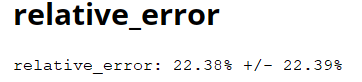 relative_error
relative_error: 22.38% +/- 22.39%